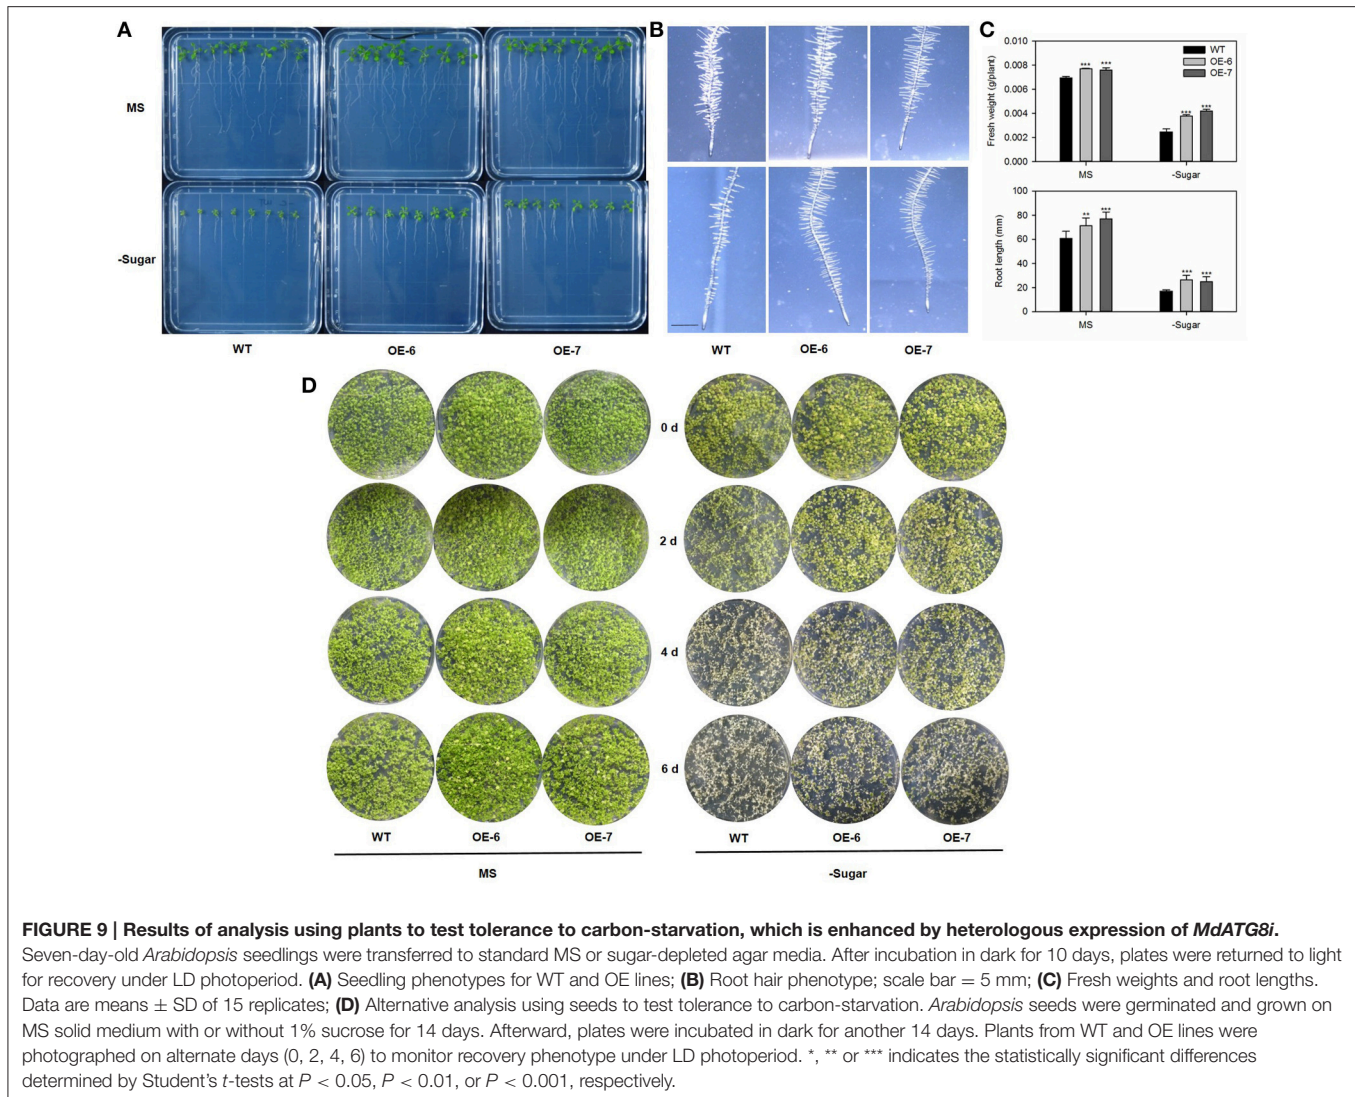 A
B
C
MS
-Sugar
WT
OE-6
OE-7
WT
OE-6
OE-7
Fresh weight (g/plant)
0.010
0.008
0.006
0.004
0.002
0.000
WT
OE-6
OE-7
***
***
***
***
MS
-Sugar
Root length (mm)
100
80
60
40
20
0
**
***
***
***
MS
-Sugar
D
0 d
2 d
4 d
6 d
WT
OE-6
OE-7
WT
OE-6
OE-7
MS
-Sugar
FIGURE 9 | Results of analysis using plants to test tolerance to carbon-starvation, which is enhanced by heterologous expression of MdATG8i.
Seven-day-old Arabidopsis seedlings were transferred to standard MS or sugar-depleted agar media. After incubation in dark for 10 days, plates were returned to light
for recovery under LD photoperiod. (A) Seedling phenotypes for WT and OE lines; (B) Root hair phenotype; scale bar = 5 mm; (C) Fresh weights and root lengths.
Data are means ± SD of 15 replicates; (D) Alternative analysis using seeds to test tolerance to carbon-starvation. Arabidopsis seeds were germinated and grown on
MS solid medium with or without 1% sucrose for 14 days. Afterward, plates were incubated in dark for another 14 days. Plants from WT and OE lines were
photographed on alternate days (0, 2, 4, 6) to monitor recovery phenotype under LD photoperiod. *, ** or *** indicates the statistically significant differences
determined by Student's t-tests at P < 0.05, P < 0.01, or P < 0.001, respectively.